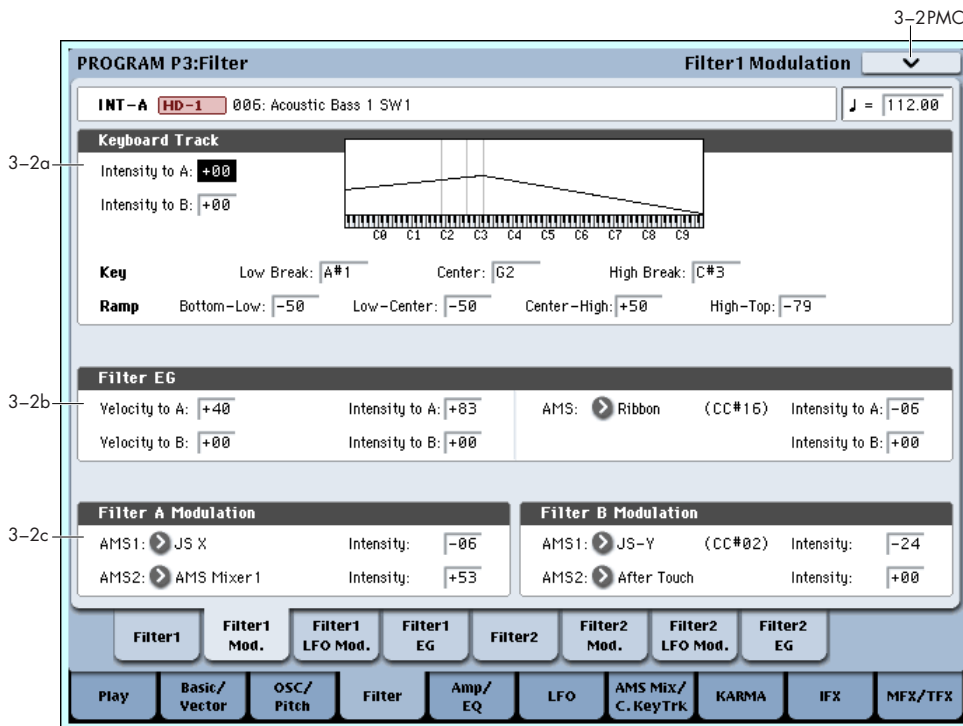 3–2PMC
PROGRAM P3:Filter Filter1 Modulation
INT-A HD-1 006: Acoustic Bass 1 SW1 ♩ = 112.00
Keyboard Track
3–2a
Intensity to A: +00
Intensity to B: +00
C0 C1 C2 C3 C4 C5 C6 C7 C8 C9
Key Low Break: A#1 Center: G2 High Break: C#3
Ramp Bottom-Low: -50 Low-Center: -50 Center-High: +50 High-Top: -79
Filter EG
3–2b
Velocity to A: +40 Intensity to A: +83 AMS: Ribbon (CC#16) Intensity to A: -06
Velocity to B: +00 Intensity to B: +00 Intensity to B: +00
Filter A Modulation Filter B Modulation
3–2c
AMS1: JS X Intensity: -06 AMS1: JS-Y (CC#02) Intensity: -24
AMS2: AMS Mixer1 Intensity: +53 AMS2: After Touch Intensity: +00
Filter1 Filter1 Mod. Filter1 LFO Mod. Filter1 EG Filter2 Filter2 Mod. Filter2 LFO Mod. Filter2 EG
Play Basic/ Vector OSC/ Pitch Filter Amp/ EQ LFO AMS Mix/ C.KeyTrk KARMA IFX MFX/TFX